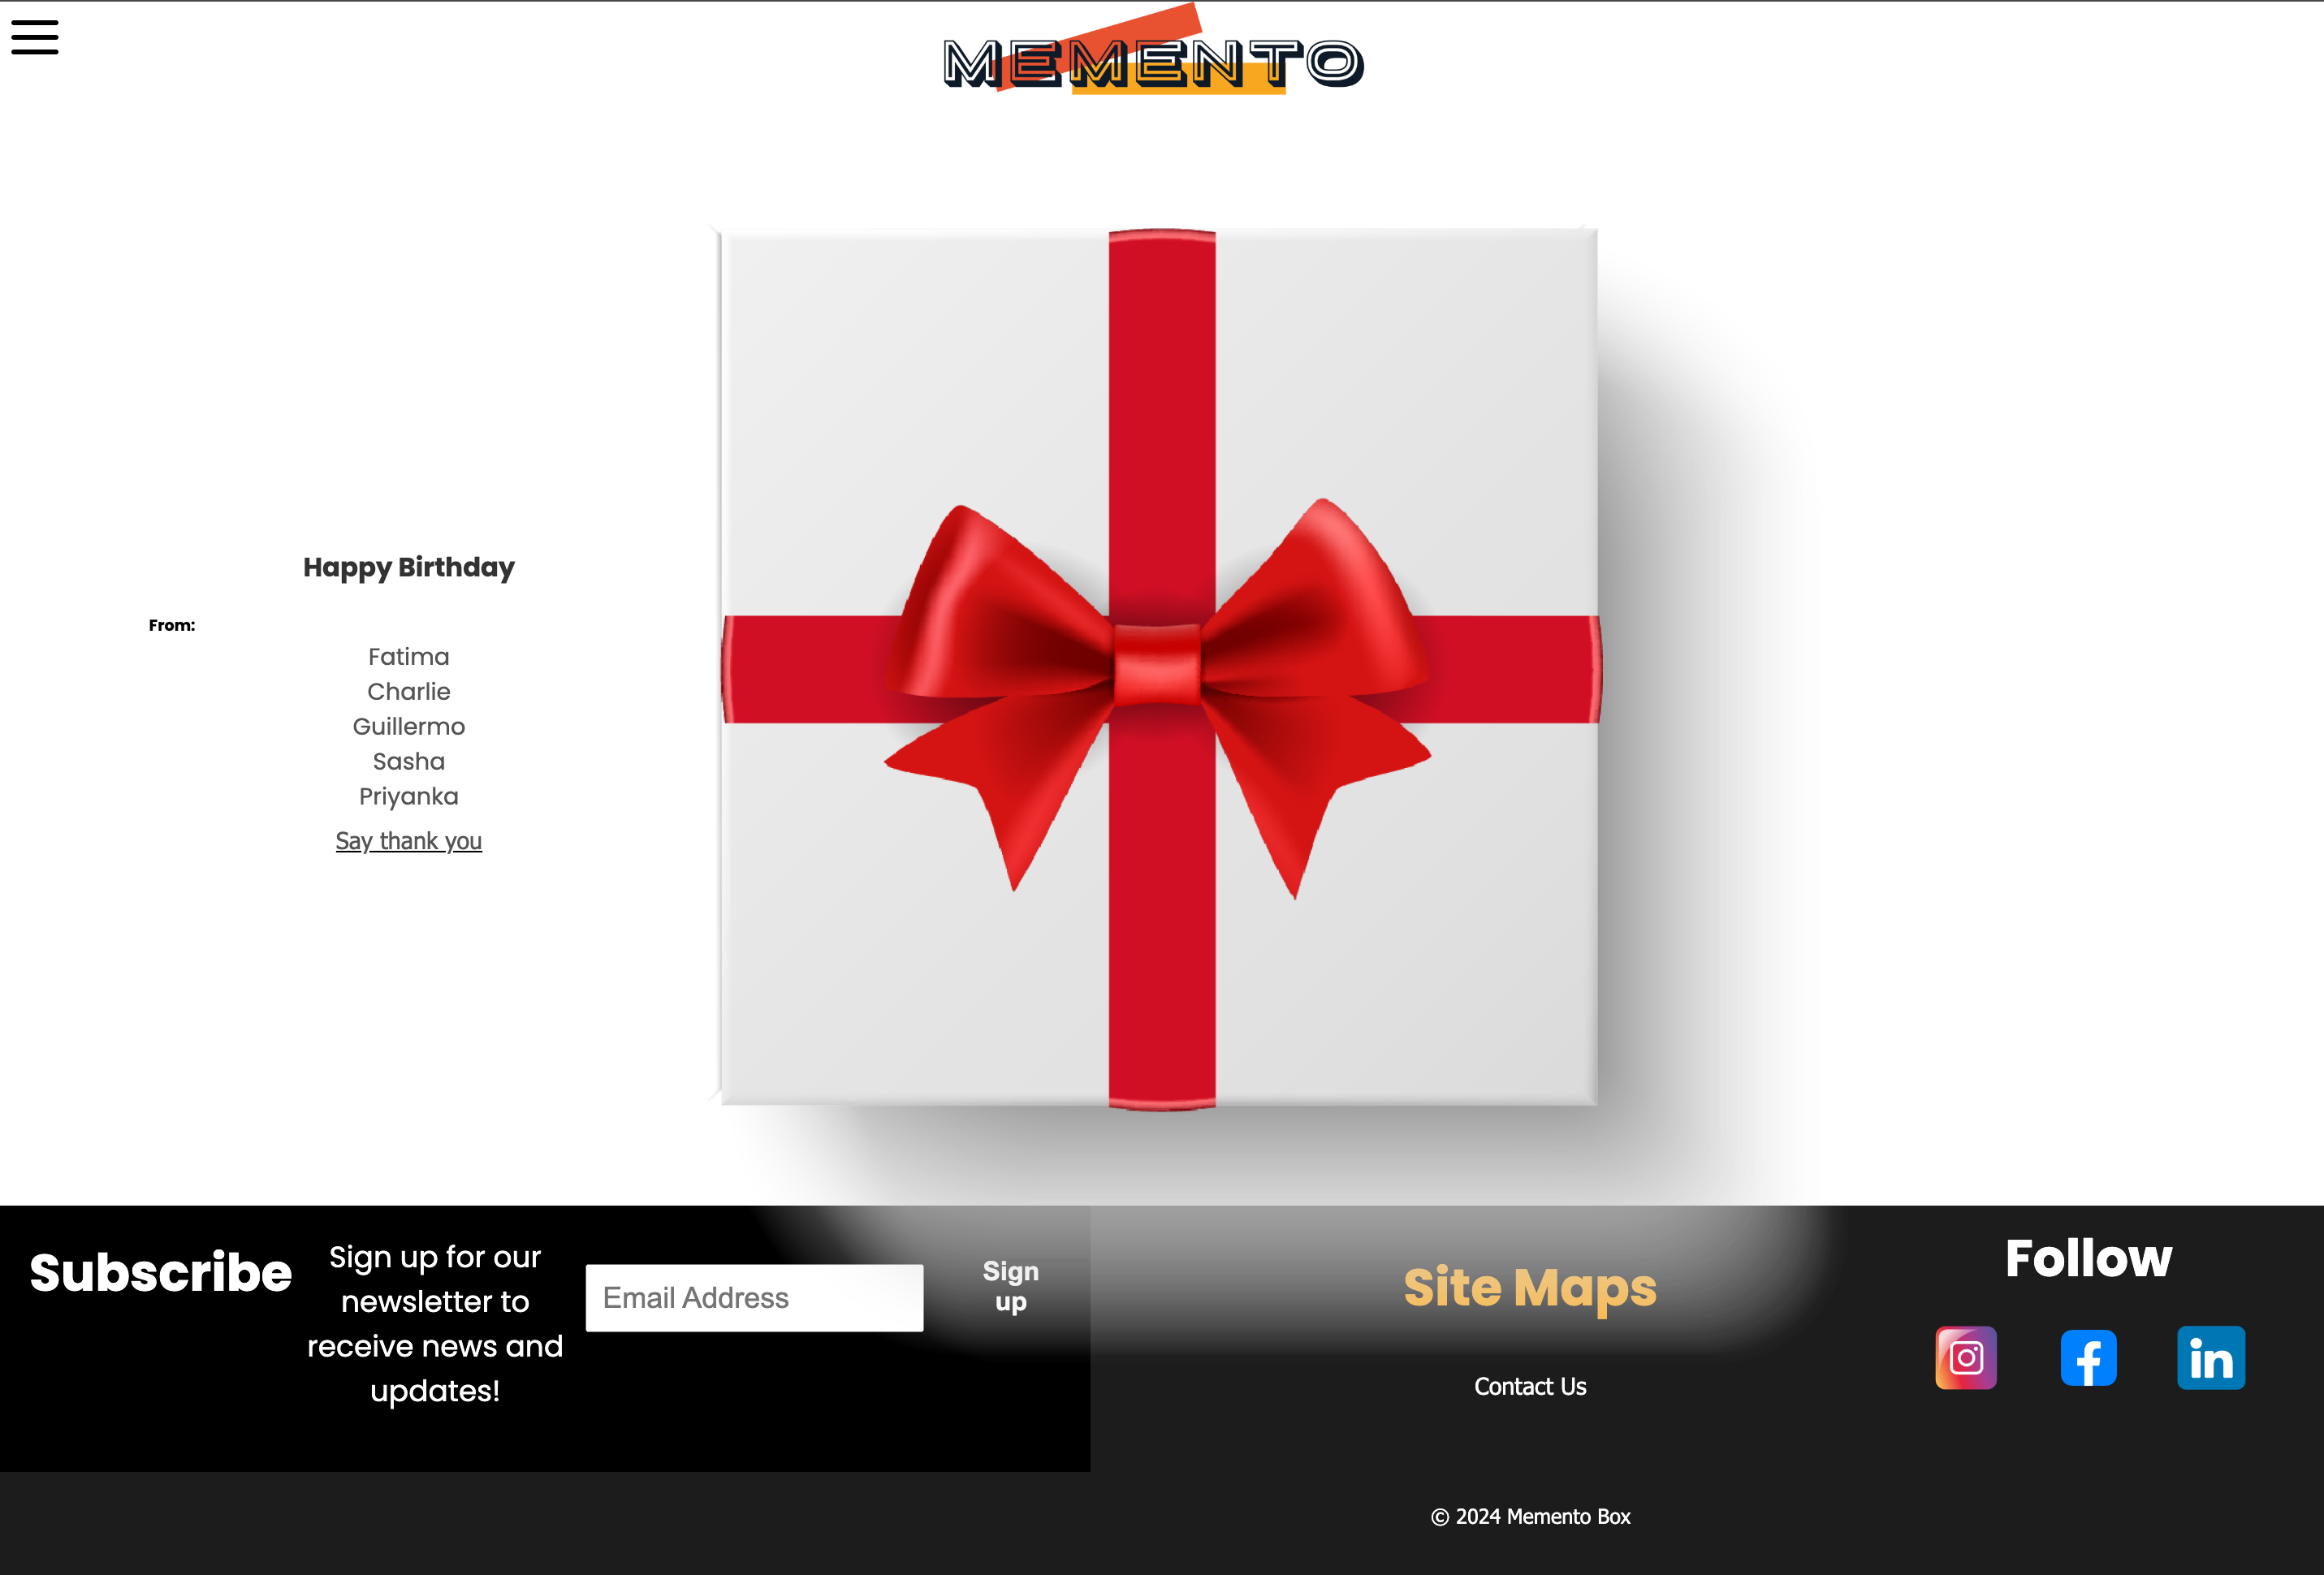 MEMENTO
Happy Birthday
From:
Fatima
Charlie
Guillermo
Sasha
Priyanka
Say thank you
Subscribe
Sign up for our
newsletter to
receive news and
updates!
Email Address
Sign
up
Site Maps
Contact Us
Follow
© 2024 Memento Box